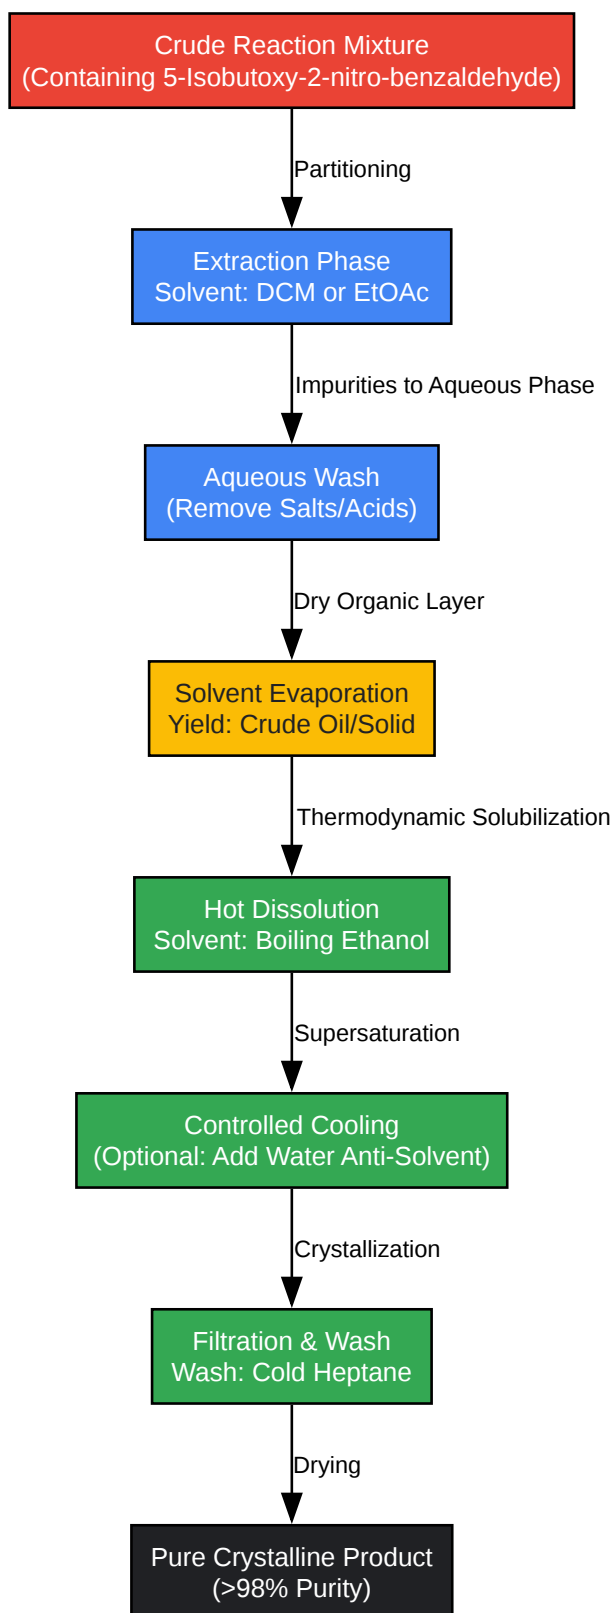 Crude Reaction Mixture
(Containing 5-Isobutoxy-2-nitro-benzaldehyde)
Partitioning
Extraction Phase
Solvent: DCM or EtOAc
Impurities to Aqueous Phase
Aqueous Wash
(Remove Salts/Acids)
Dry Organic Layer
Solvent Evaporation
Yield: Crude Oil/Solid
Thermodynamic Solubilization
Hot Dissolution
Solvent: Boiling Ethanol
Supersaturation
Controlled Cooling
(Optional: Add Water Anti-Solvent)
Crystallization
Filtration & Wash
Wash: Cold Heptane
Drying
Pure Crystalline Product
(>98% Purity)